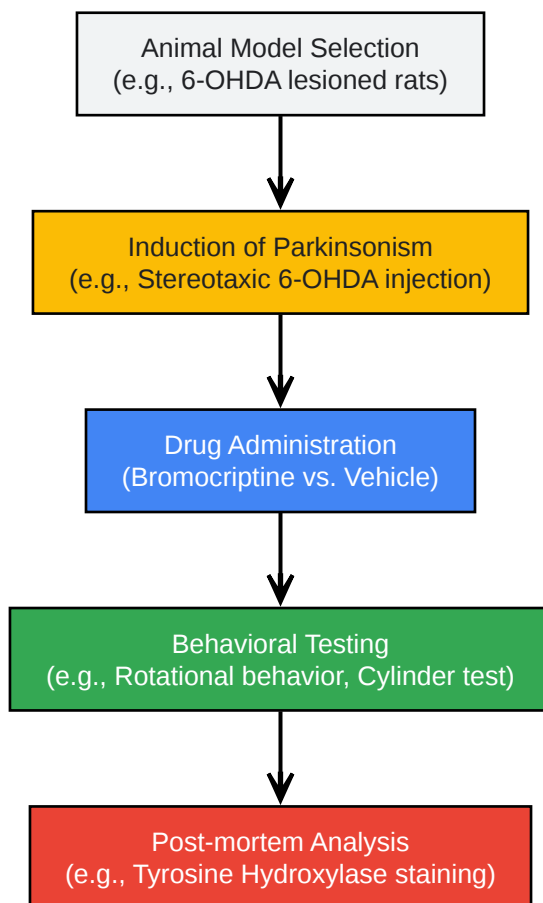 Animal Model Selection
(e.g., 6-OHDA lesioned rats)
Induction of Parkinsonism
(e.g., Stereotaxic 6-OHDA injection)
Drug Administration
(Bromocriptine vs. Vehicle)
Behavioral Testing
(e.g., Rotational behavior, Cylinder test)
Post-mortem Analysis
(e.g., Tyrosine Hydroxylase staining)